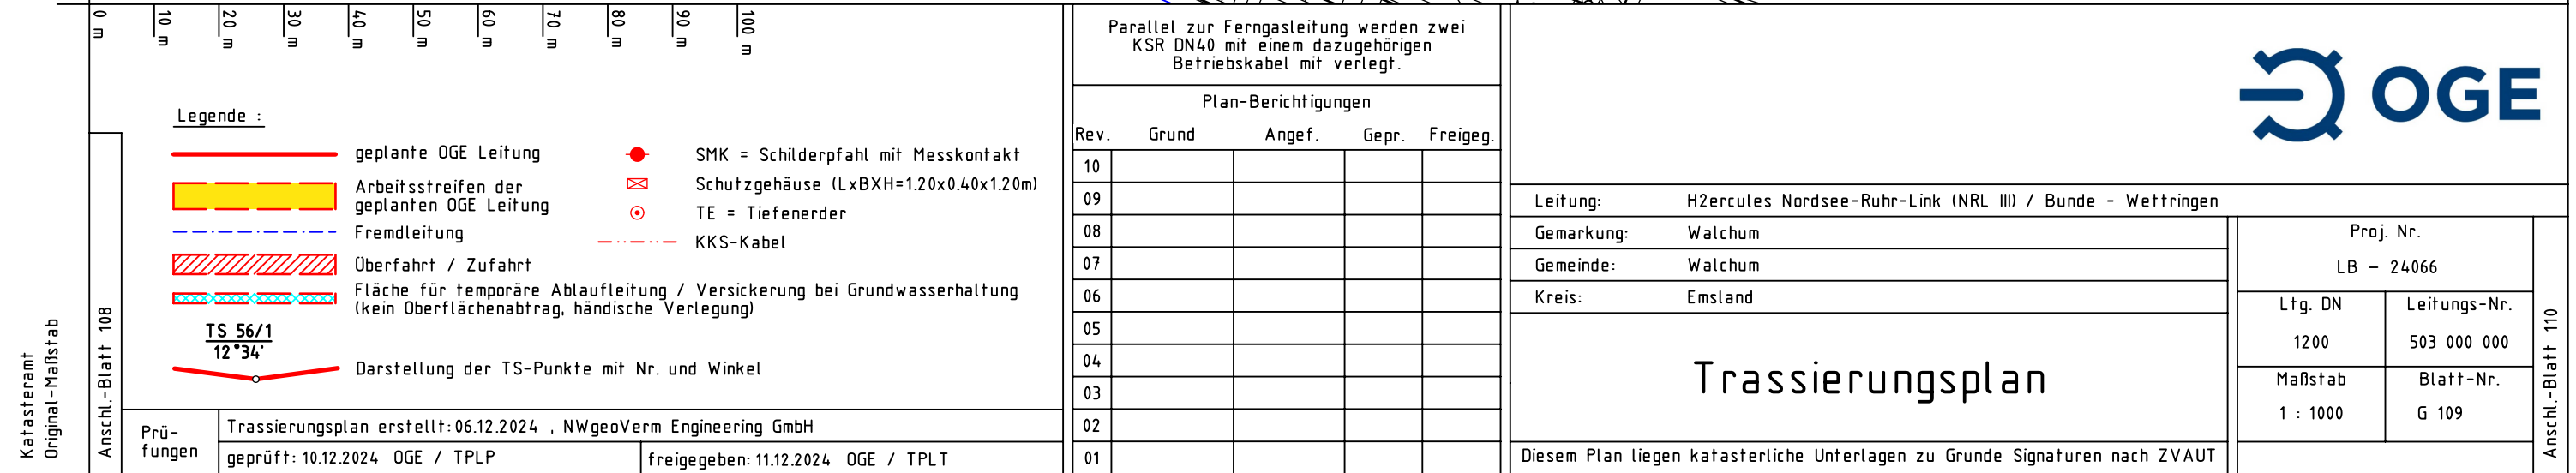 0 m
10 m
20 m
30 m
40 m
50 m
60 m
70 m
80 m
90 m
100 m
Katasteramt
Original-Maßstab
Anschl.-Blatt 108
Legende :
geplante OGE Leitung
Arbeitsstreifen der
geplanten OGE Leitung
Fremdleitung
Überfahrt / Zufahrt
Fläche für temporäre Ablaufleitung / Versickerung bei Grundwasserhaltung
(kein Oberflächenabtrag, händische Verlegung)
TS 56/1
12°34'
Darstellung der TS-Punkte mit Nr. und Winkel
SMK = Schilderpfahl mit Messkontakt
Schutzgehäuse (LxBXH=1.20x0.40x1.20m)
TE = Tiefenerder
KKS-Kabel
Prü-
fungen
Trassierungsplan erstellt: 06.12.2024 , NWgeoVerm Engineering GmbH
geprüft: 10.12.2024 OGE / TPLP
freigegeben: 11.12.2024 OGE / TPLT
Parallel zur Ferngasleitung werden zwei
KSR DN40 mit einem dazugehörigen
Betriebskabel mit verlegt.
Plan-Berichtigungen
Rev. Grund Angef. Gepr. Freigeg.
10
09
08
07
06
05
04
03
02
01
OGE
Leitung: H2ercules Nordsee-Ruhr-Link (NRL III) / Bunde - Wettringen
Gemarkung: Walchum
Gemeinde: Walchum
Kreis: Emsland
Trassierungsplan
Diesem Plan liegen katasterliche Unterlagen zu Grunde Signaturen nach ZVAUT
Proj. Nr.
LB - 24066
Ltg. DN Leitungs-Nr.
1200 503 000 000
Maßstab Blatt-Nr.
1 : 1000 G 109
Anschl.-Blatt 110